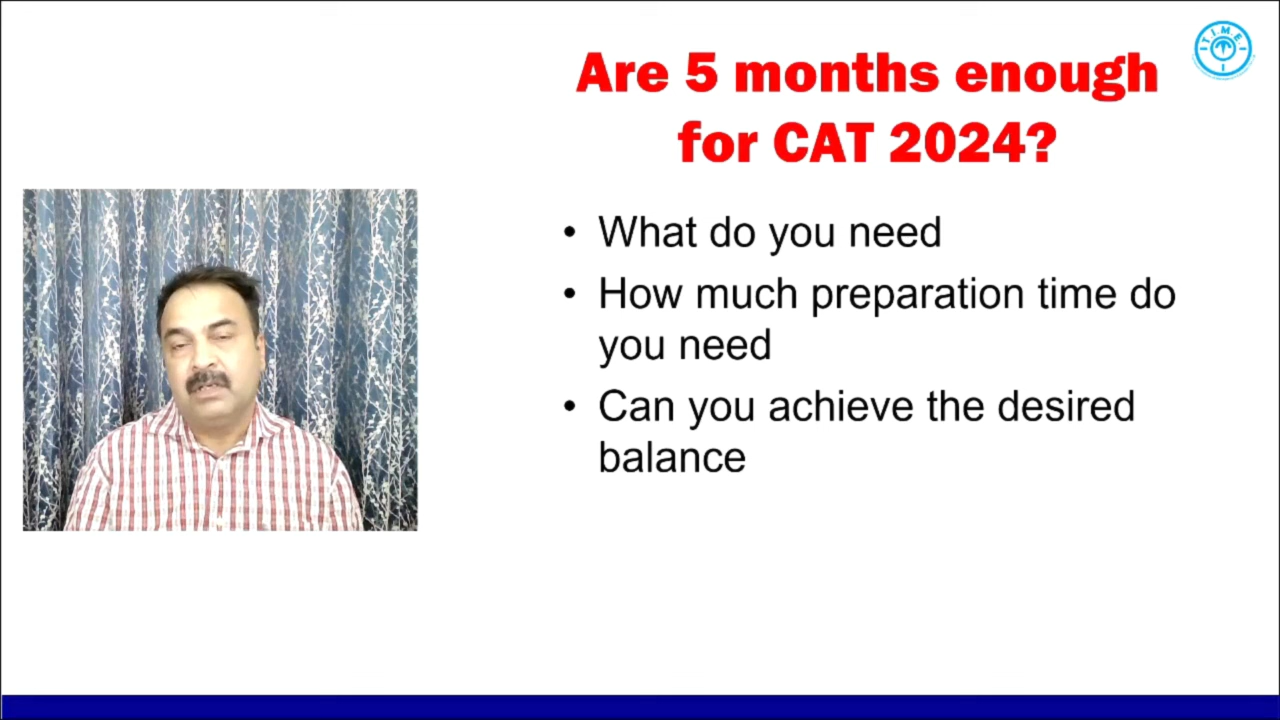 T.I.M.E.
Are 5 months enough
for CAT 2024?
• What do you need
• How much preparation time do
you need
• Can you achieve the desired
balance